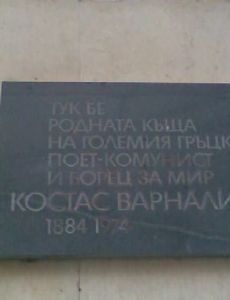 ТУК БЕ
РОДНАТА КЪЩА
НА ГОЛЕМИЯ ГРЪЦК
ПОЕТ-КОМУНИСТ
И БОРЕЦ ЗА МИР
КОСТАС ВАРНАЛИ
1884 1974